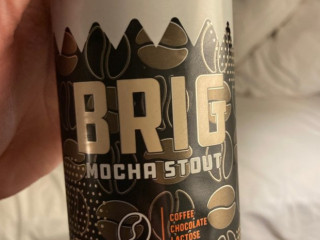 BRIG
MOCHA STOUT
COFFEE
CHOCOLATE
LACTOSE